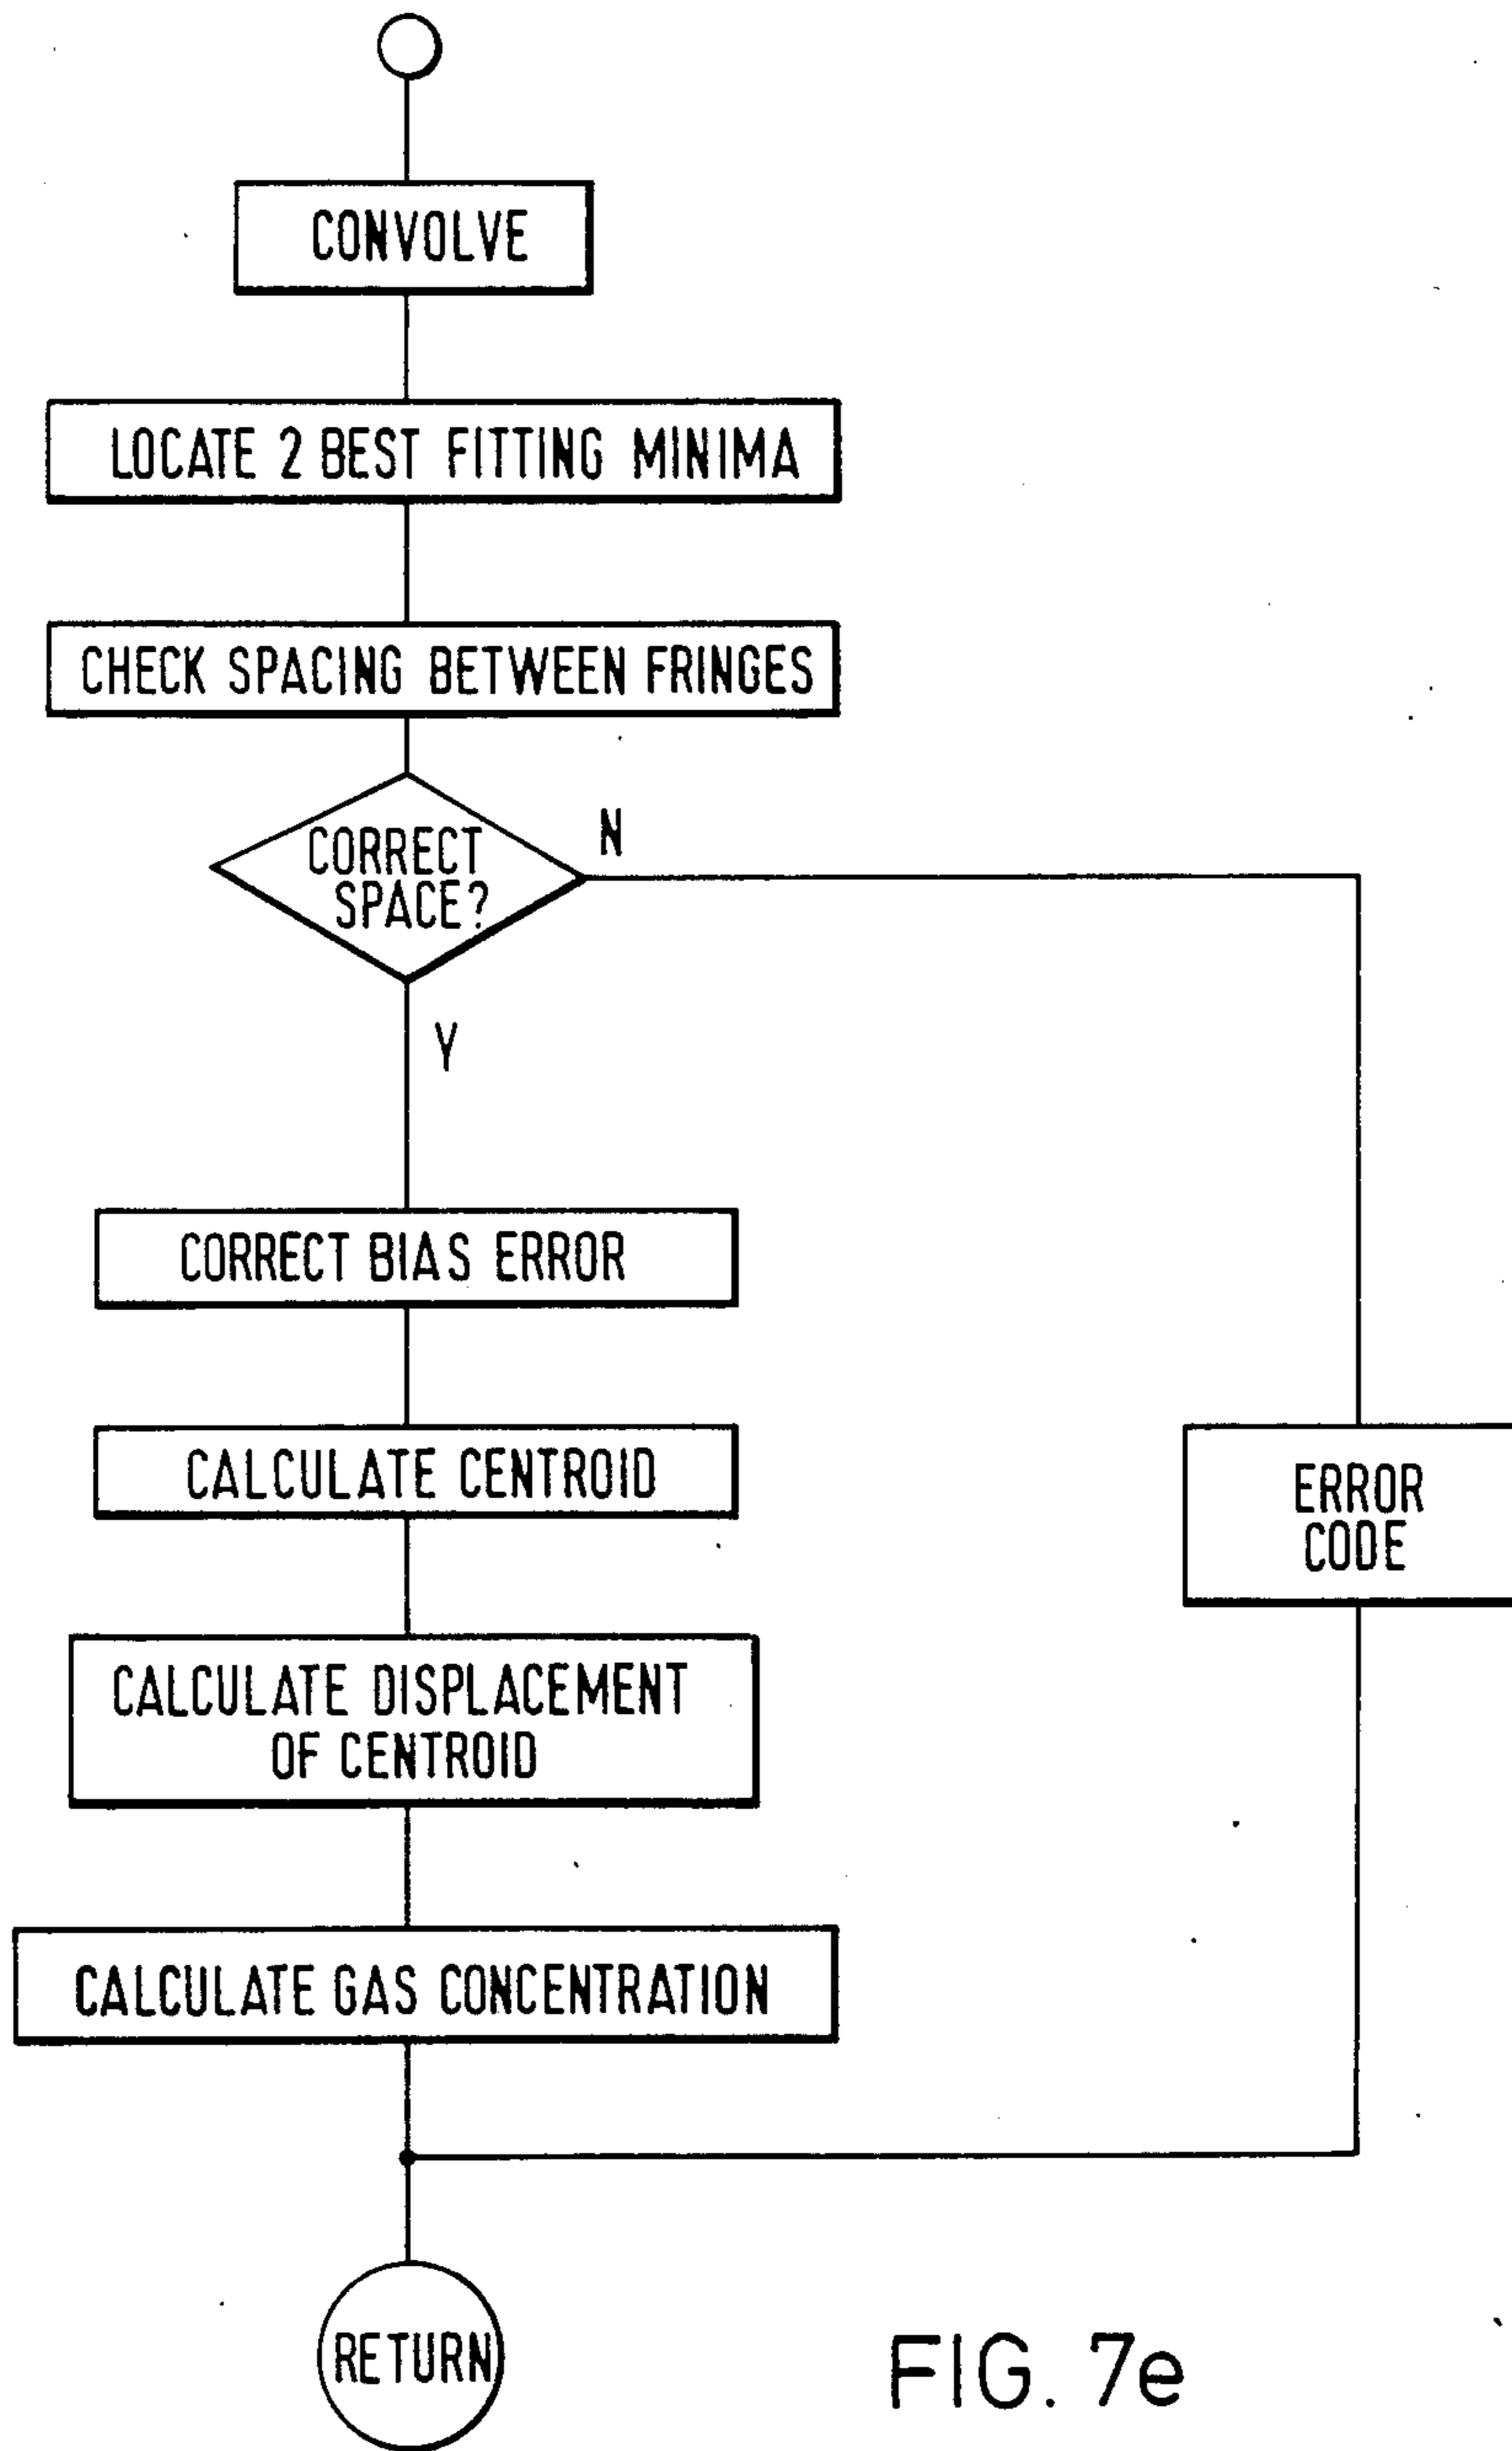 CONVOLVE
LOCATE 2 BEST FITTING MINIMA
CHECK SPACING BETWEEN FRINGES
CORRECT
SPACE?
N
Y
CORRECT BIAS ERROR
CALCULATE CENTROID
ERROR
CODE
CALCULATE DISPLACEMENT
OF CENTROID
CALCULATE GAS CONCENTRATION
RETURN
FIG. 7e